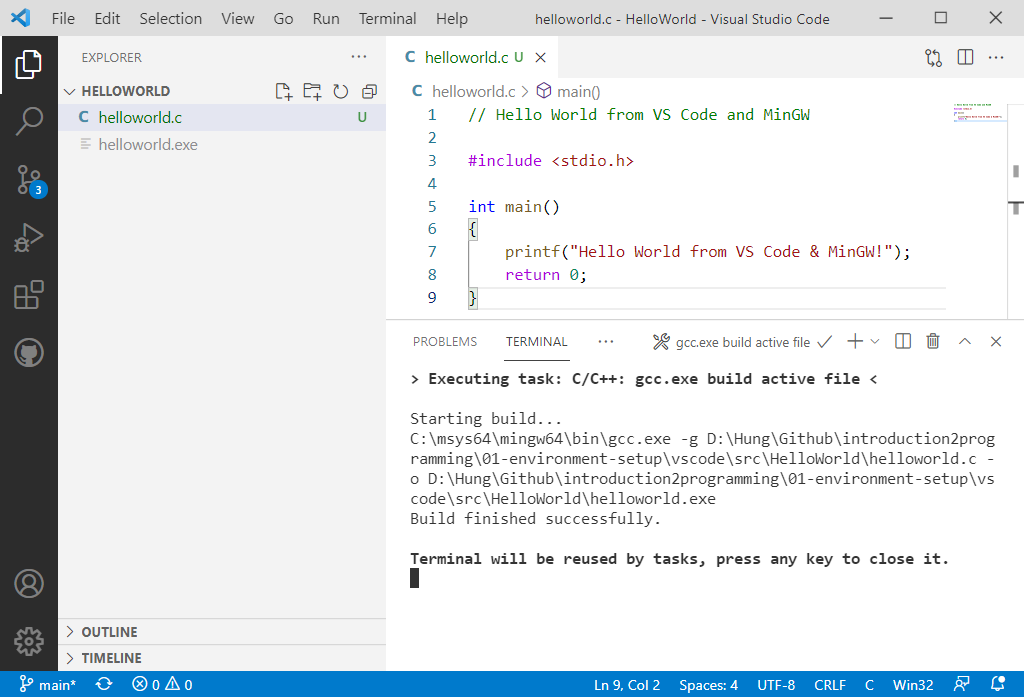 File Edit Selection View Go Run Terminal Help helloworld.c - HelloWorld - Visual Studio Code
EXPLORER
HELLOWORLD
helloworld.c U
helloworld.exe
3
OUTLINE
TIMELINE
C helloworld.c U
C helloworld.c > main()
1 // Hello World from VS Code and MinGW
2
3 #include <stdio.h>
4
5 int main()
6 {
7 printf("Hello World from VS Code & MinGW!");
8 return 0;
9 }
PROBLEMS TERMINAL gcc.exe build active file
> Executing task: C/C++: gcc.exe build active file <
Starting build...
C:\msys64\mingw64\bin\gcc.exe -g D:\Hung\Github\introduction2prog
ramming\01-environment-setup\vscode\src\HelloWorld\helloworld.c -
o D:\Hung\Github\introduction2programming\01-environment-setup\vs
code\src\HelloWorld\helloworld.exe
Build finished successfully.
Terminal will be reused by tasks, press any key to close it.
main* 0 0 Ln 9, Col 2 Spaces: 4 UTF-8 CRLF C Win32